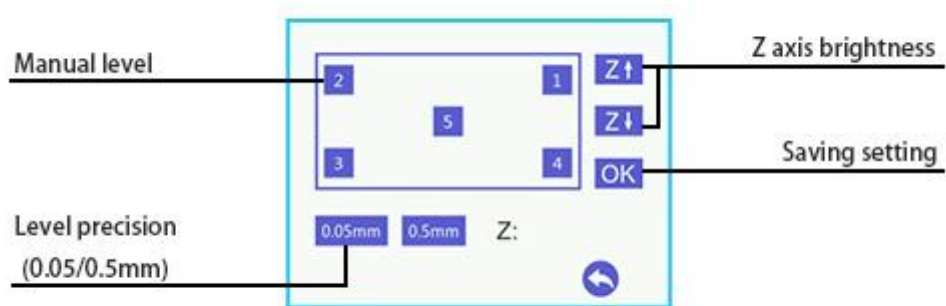 Manual level
Z axis brightness
2
1
Z↑
5
Z↓
Saving setting
3
4
OK
Level precision
(0.05/0.5mm)
0.05mm
0.5mm
Z: